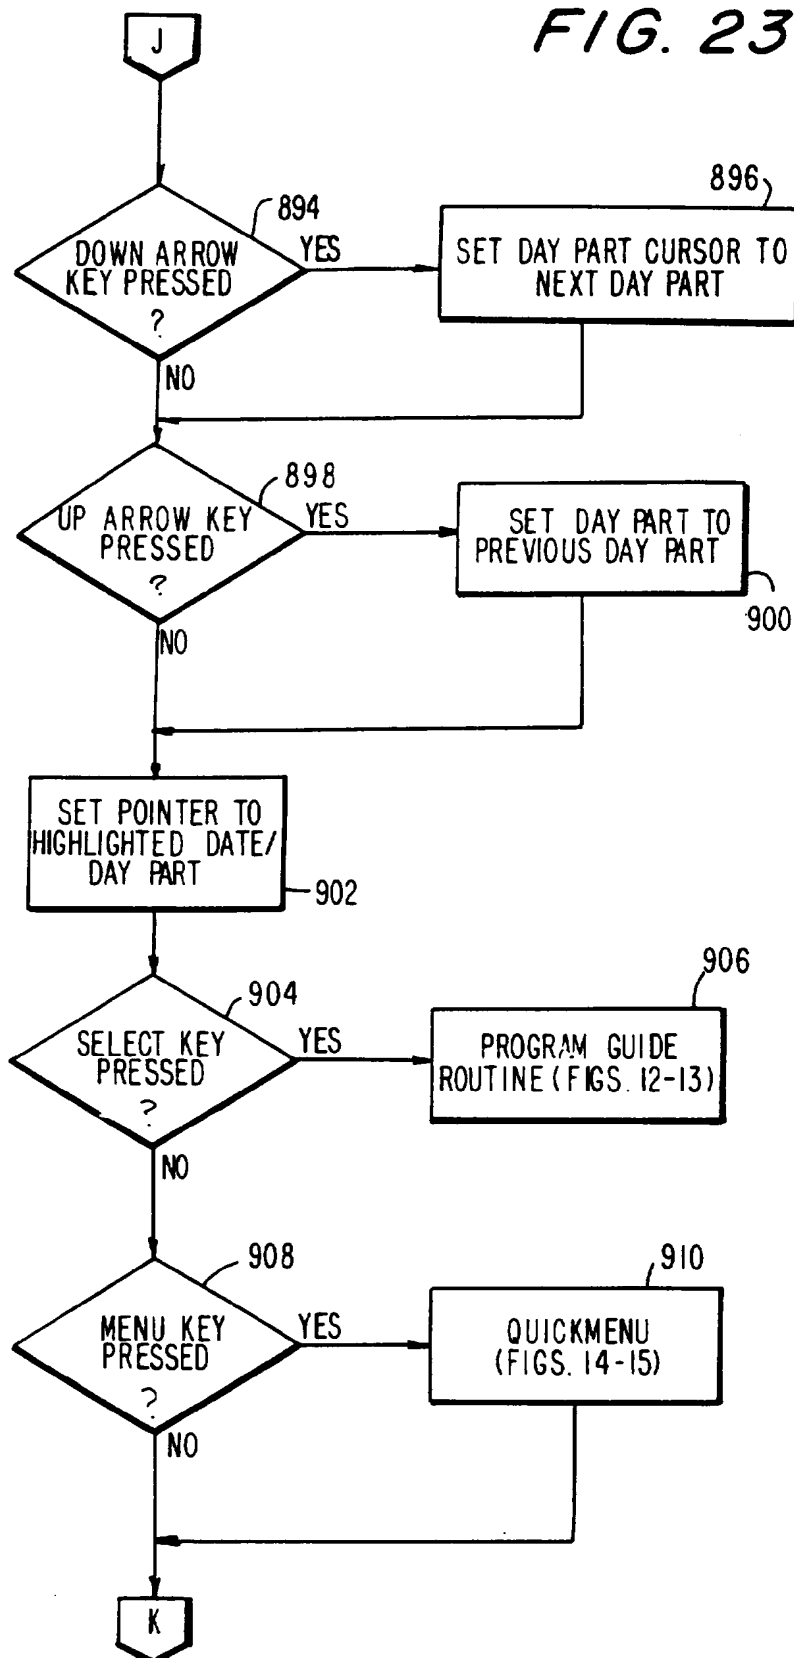 FIG. 23
J
894
DOWN ARROW
KEY PRESSED
?
YES
NO
896
SET DAY PART CURSOR TO
NEXT DAY PART
898
UP ARROW KEY
PRESSED
?
YES
NO
SET DAY PART TO
PREVIOUS DAY PART
900
SET POINTER TO
HIGHLIGHTED DATE/
DAY PART
902
904
SELECT KEY
PRESSED
?
YES
NO
906
PROGRAM GUIDE
ROUTINE (FIGS. 12-13)
908
MENU KEY
PRESSED
?
YES
NO
910
QUICKMENU
(FIGS. 14-15)
K